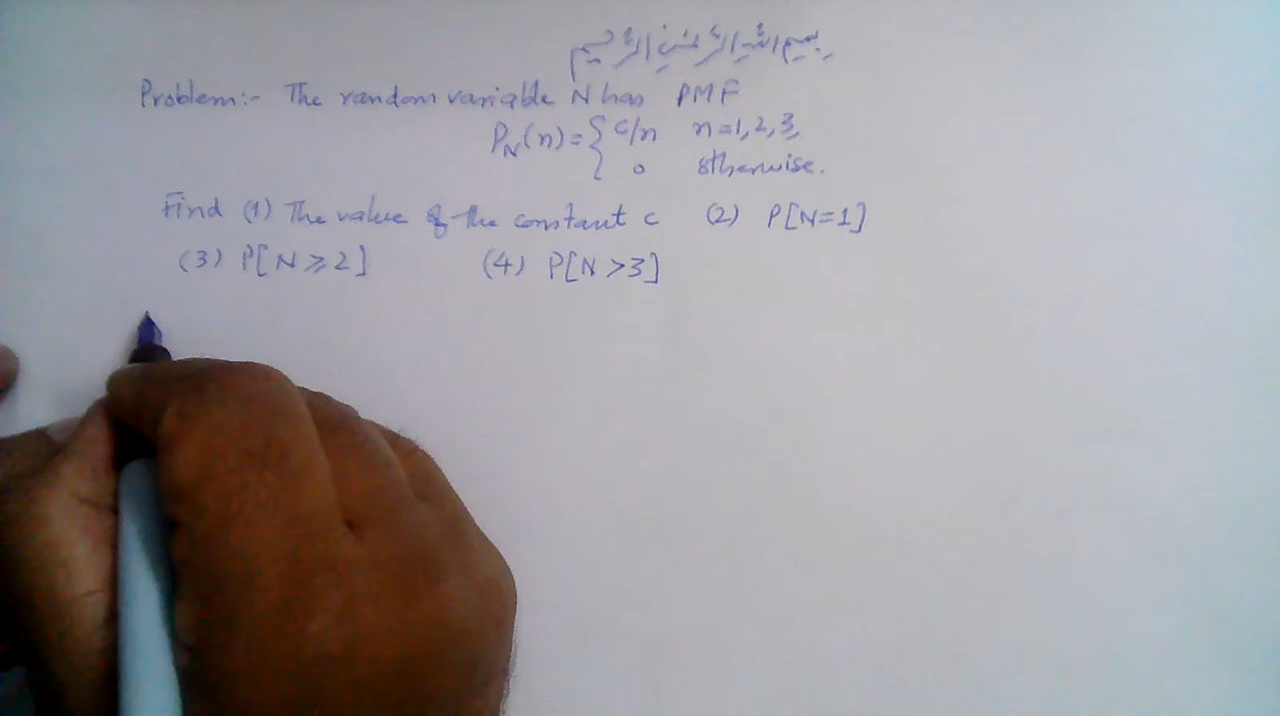 بسم الله الرحمن الرحيم
Problem:- The random variable N has PMF
P_N(n) = { c/n n=1,2,3,
0 otherwise.
Find (1) The value of the constant c (2) P[N=1]
(3) P[N ≥ 2] (4) P[N > 3]